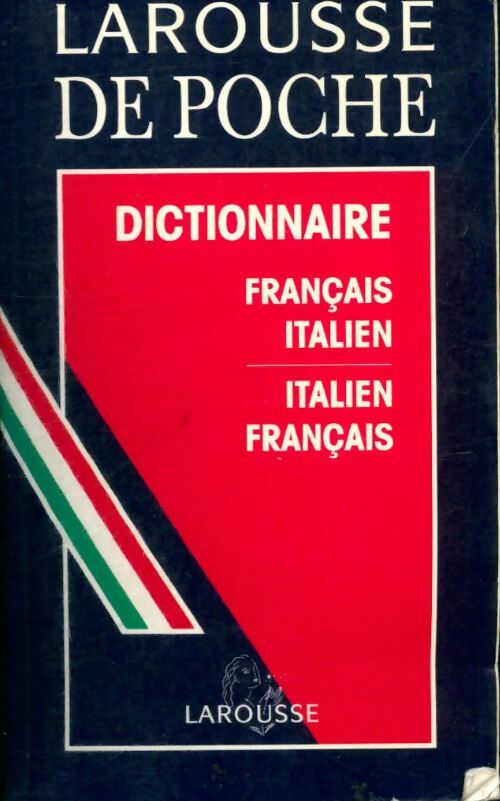 LAROUSSE
DE POCHE
DICTIONNAIRE
FRANÇAIS
ITALIEN
ITALIEN
FRANÇAIS
LAROUSSE